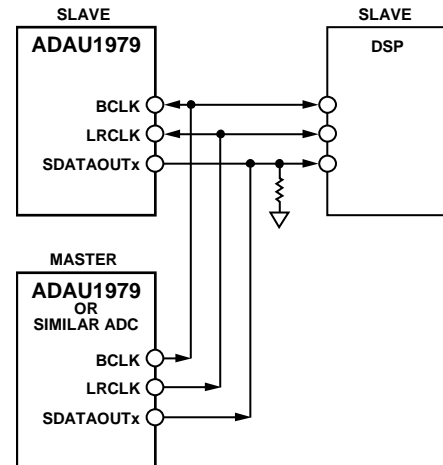 SLAVE
ADAU1979
BCLK
LRCLK
SDATAOUTx
SLAVE
DSP
MASTER
ADAU1979
OR
SIMILAR ADC
BCLK
LRCLK
SDATAOUTx